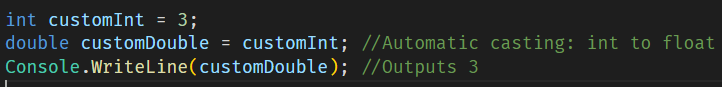 int customInt = 3;
double customDouble = customInt; //Automatic casting: int to float
Console.WriteLine(customDouble); //Outputs 3